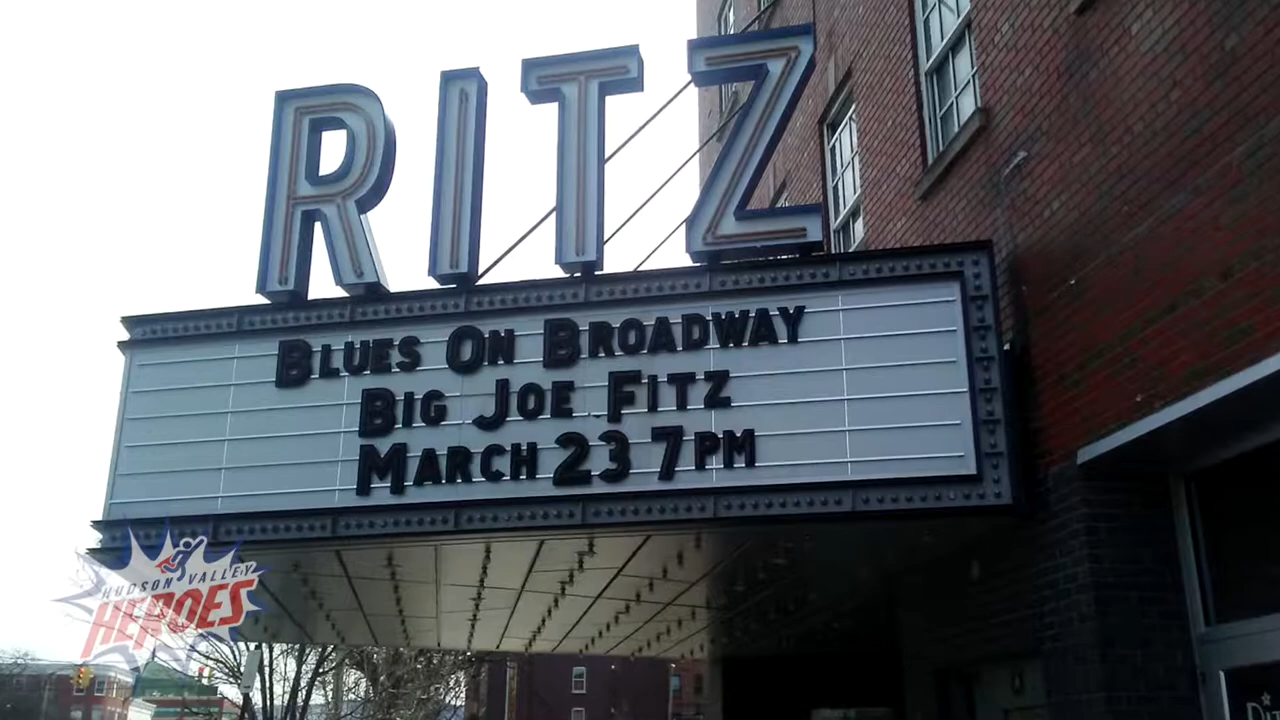 RITZ
BLUES ON BROADWAY
BIG JOE FITZ
MARCH 23 7PM
HUDSON VALLEY
HEROES